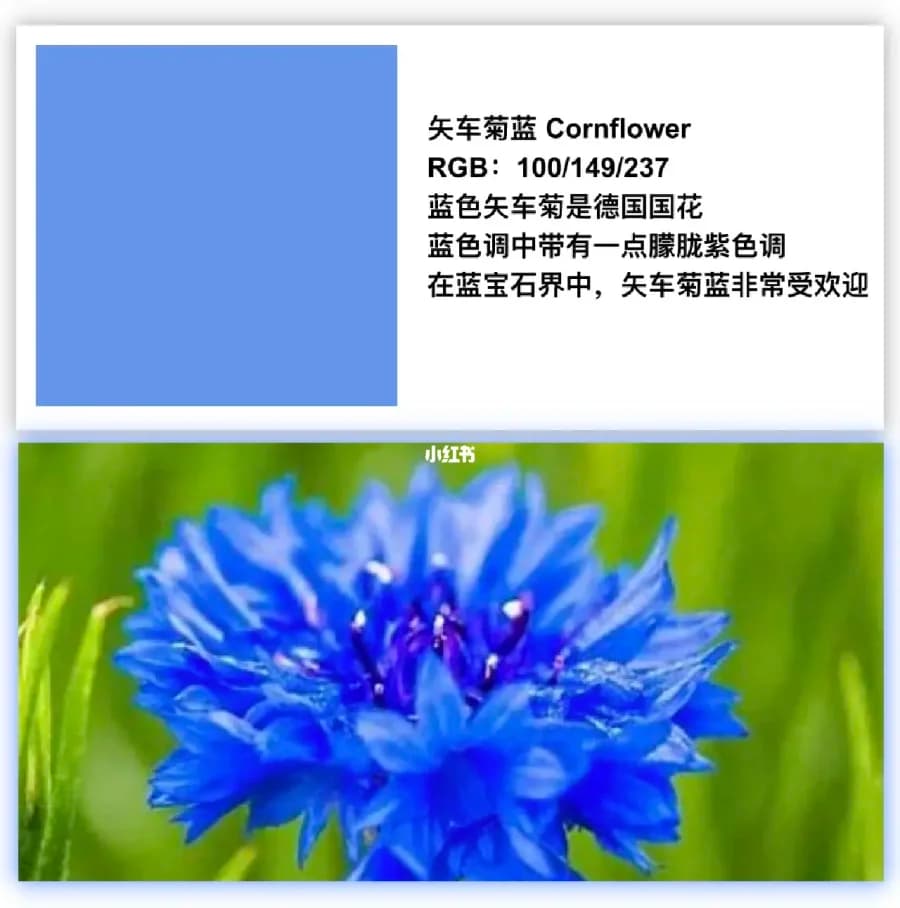 矢车菊蓝 Cornflower
RGB：100/149/237
蓝色矢车菊是德国国花
蓝色调中带有一点朦胧紫色调
在蓝宝石界中，矢车菊蓝非常受欢迎
小红书